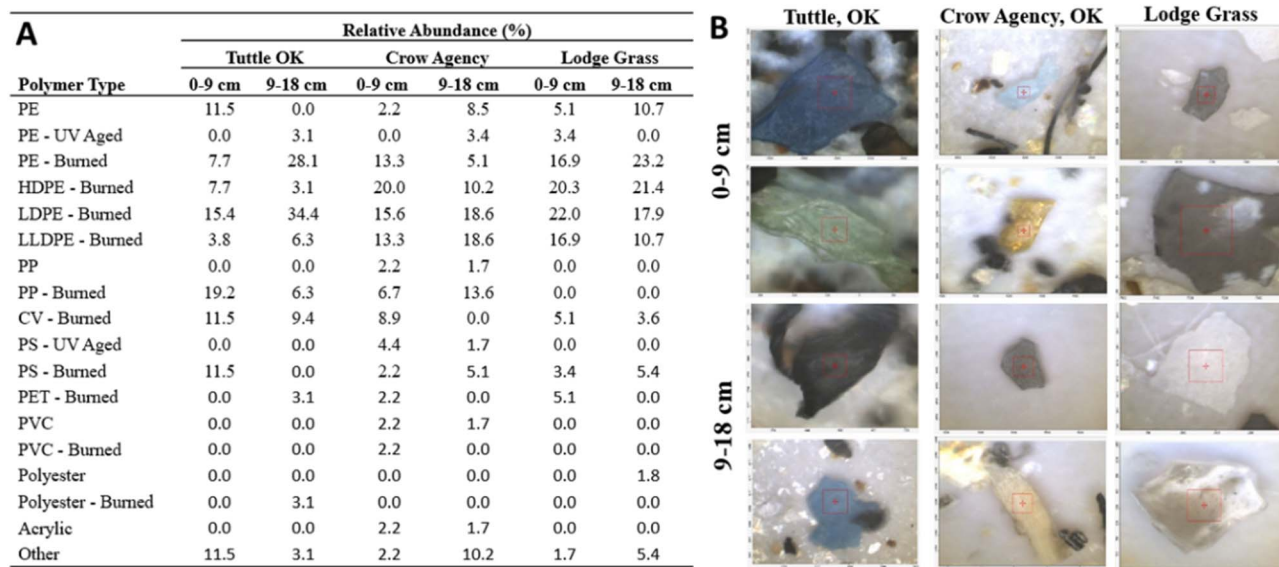 A
Relative Abundance (%)
Tuttle OK Crow Agency Lodge Grass
Polymer Type 0-9 cm 9-18 cm 0-9 cm 9-18 cm 0-9 cm 9-18 cm
PE 11.5 0.0 2.2 8.5 5.1 10.7
PE - UV Aged 0.0 3.1 0.0 3.4 3.4 0.0
PE - Burned 7.7 28.1 13.3 5.1 16.9 23.2
HDPE - Burned 7.7 3.1 20.0 10.2 20.3 21.4
LDPE - Burned 15.4 34.4 15.6 18.6 22.0 17.9
LLDPE - Burned 3.8 6.3 13.3 18.6 16.9 10.7
PP 0.0 0.0 2.2 1.7 0.0 0.0
PP - Burned 19.2 6.3 6.7 13.6 0.0 0.0
CV - Burned 11.5 9.4 8.9 0.0 5.1 3.6
PS - UV Aged 0.0 0.0 4.4 1.7 0.0 0.0
PS - Burned 11.5 0.0 2.2 5.1 3.4 5.4
PET - Burned 0.0 3.1 2.2 0.0 5.1 0.0
PVC 0.0 0.0 2.2 1.7 0.0 0.0
PVC - Burned 0.0 0.0 2.2 0.0 0.0 0.0
Polyester 0.0 0.0 0.0 0.0 0.0 1.8
Polyester - Burned 0.0 3.1 0.0 0.0 0.0 0.0
Acrylic 0.0 0.0 2.2 1.7 0.0 0.0
Other 11.5 3.1 2.2 10.2 1.7 5.4
B
Tuttle, OK Crow Agency, OK Lodge Grass
0-9 cm
9-18 cm